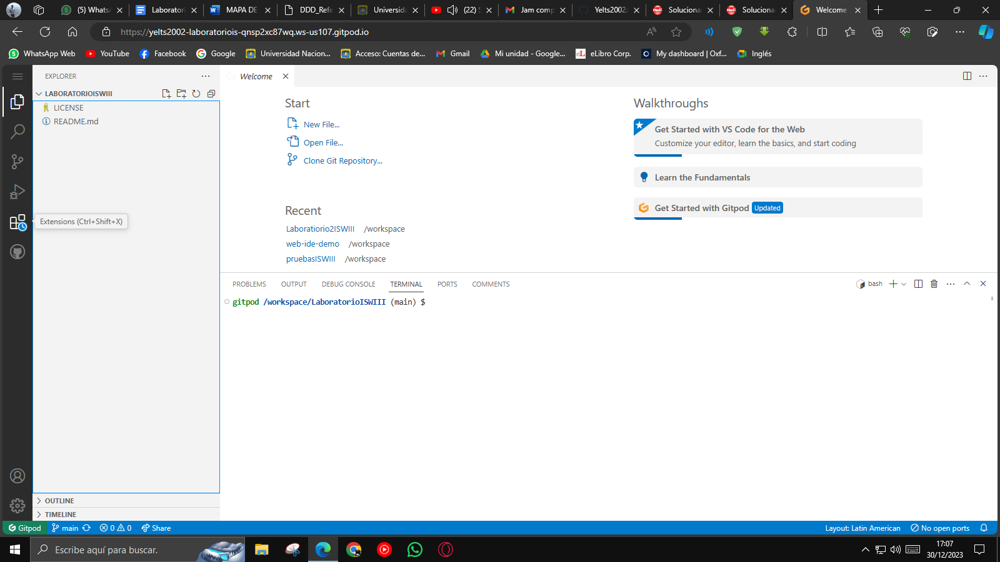 (5) Whats
Laboratori
MAPA DE
DDD_Refe
Universida
(22) S
Jam comp
Yelts2002/
Soluciona
Soluciona
Welcome
https://yelts2002-laboratoriois-qnsp2xc87wq.ws-us107.gitpod.io
WhatsApp Web
YouTube
Facebook
Google
Universidad Nacion...
Acceso: Cuentas de...
Gmail
Mi unidad - Google...
eLibro Corp.
My dashboard | Oxf...
Inglés
EXPLORER
LABORATORIOISWIII
LICENSE
README.md
Extensions (Ctrl+Shift+X)
OUTLINE
TIMELINE
Welcome
Start
New File...
Open File...
Clone Git Repository...
Recent
Laboratiorio2ISWIII /workspace
web-ide-demo /workspace
pruebasISWIII /workspace
Walkthroughs
Get Started with VS Code for the Web
Customize your editor, learn the basics, and start coding
Learn the Fundamentals
Get Started with Gitpod Updated
PROBLEMS OUTPUT DEBUG CONSOLE TERMINAL PORTS COMMENTS
bash
gitpod /workspace/LaboratorioISWIII (main) $
Gitpod main 0 0 Share
Layout: Latin American No open ports
Escribe aquí para buscar.
17:07
30/12/2023